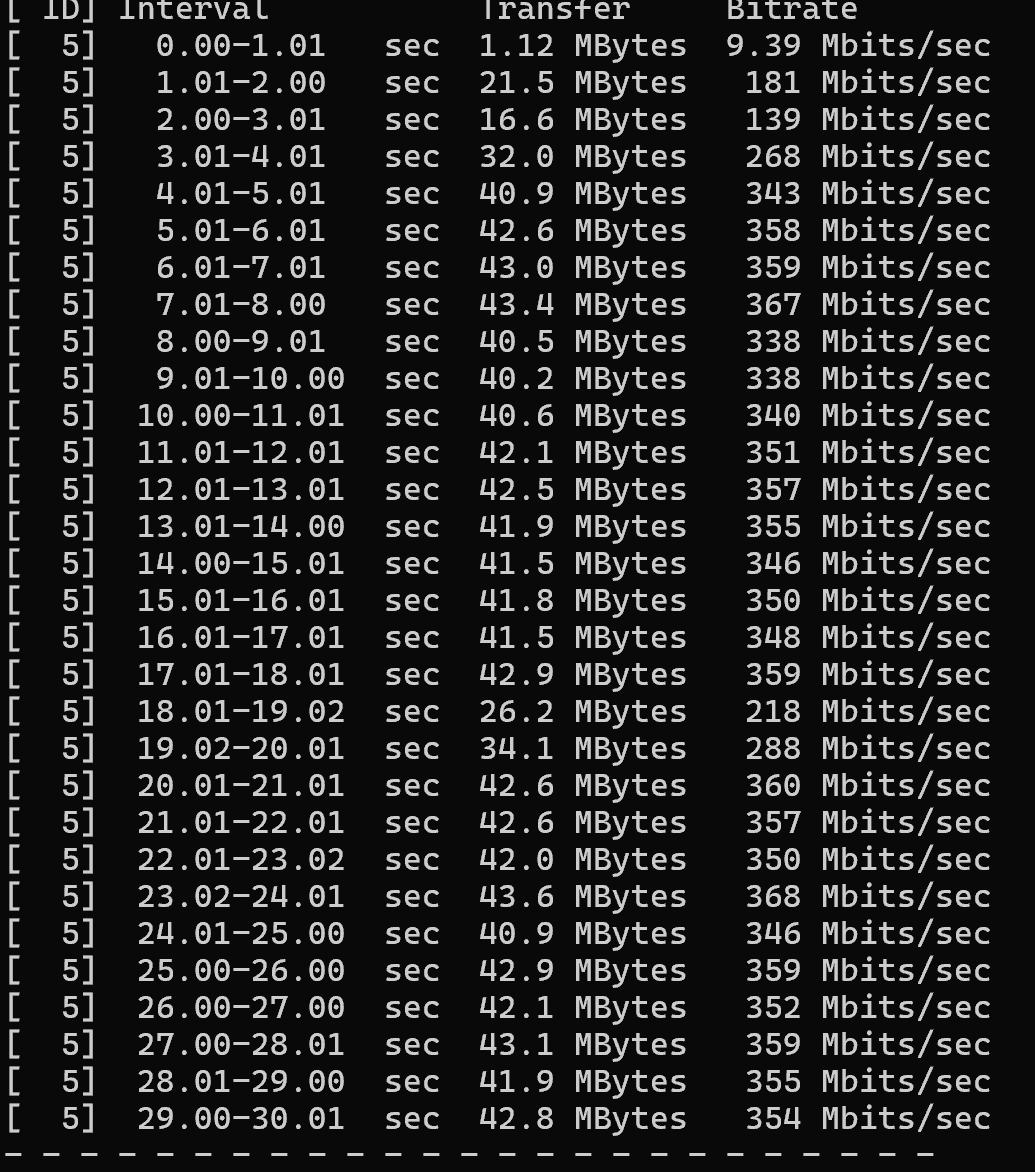 [ ID] Interval           Transfer     Bitrate
[  5]   0.00-1.01   sec  1.12 MBytes  9.39 Mbits/sec
[  5]   1.01-2.00   sec  21.5 MBytes   181 Mbits/sec
[  5]   2.00-3.01   sec  16.6 MBytes   139 Mbits/sec
[  5]   3.01-4.01   sec  32.0 MBytes   268 Mbits/sec
[  5]   4.01-5.01   sec  40.9 MBytes   343 Mbits/sec
[  5]   5.01-6.01   sec  42.6 MBytes   358 Mbits/sec
[  5]   6.01-7.01   sec  43.0 MBytes   359 Mbits/sec
[  5]   7.01-8.00   sec  43.4 MBytes   367 Mbits/sec
[  5]   8.00-9.01   sec  40.5 MBytes   338 Mbits/sec
[  5]   9.01-10.00  sec  40.2 MBytes   338 Mbits/sec
[  5]  10.00-11.01  sec  40.6 MBytes   340 Mbits/sec
[  5]  11.01-12.01  sec  42.1 MBytes   351 Mbits/sec
[  5]  12.01-13.01  sec  42.5 MBytes   357 Mbits/sec
[  5]  13.01-14.00  sec  41.9 MBytes   355 Mbits/sec
[  5]  14.00-15.01  sec  41.5 MBytes   346 Mbits/sec
[  5]  15.01-16.01  sec  41.8 MBytes   350 Mbits/sec
[  5]  16.01-17.01  sec  41.5 MBytes   348 Mbits/sec
[  5]  17.01-18.01  sec  42.9 MBytes   359 Mbits/sec
[  5]  18.01-19.02  sec  26.2 MBytes   218 Mbits/sec
[  5]  19.02-20.01  sec  34.1 MBytes   288 Mbits/sec
[  5]  20.01-21.01  sec  42.6 MBytes   360 Mbits/sec
[  5]  21.01-22.01  sec  42.6 MBytes   357 Mbits/sec
[  5]  22.01-23.02  sec  42.0 MBytes   350 Mbits/sec
[  5]  23.02-24.01  sec  43.6 MBytes   368 Mbits/sec
[  5]  24.01-25.00  sec  40.9 MBytes   346 Mbits/sec
[  5]  25.00-26.00  sec  42.9 MBytes   359 Mbits/sec
[  5]  26.00-27.00  sec  42.1 MBytes   352 Mbits/sec
[  5]  27.00-28.01  sec  43.1 MBytes   359 Mbits/sec
[  5]  28.01-29.00  sec  41.9 MBytes   355 Mbits/sec
[  5]  29.00-30.01  sec  42.8 MBytes   354 Mbits/sec
- - - - - - - - - - - - - - - - - - - - - - - - -